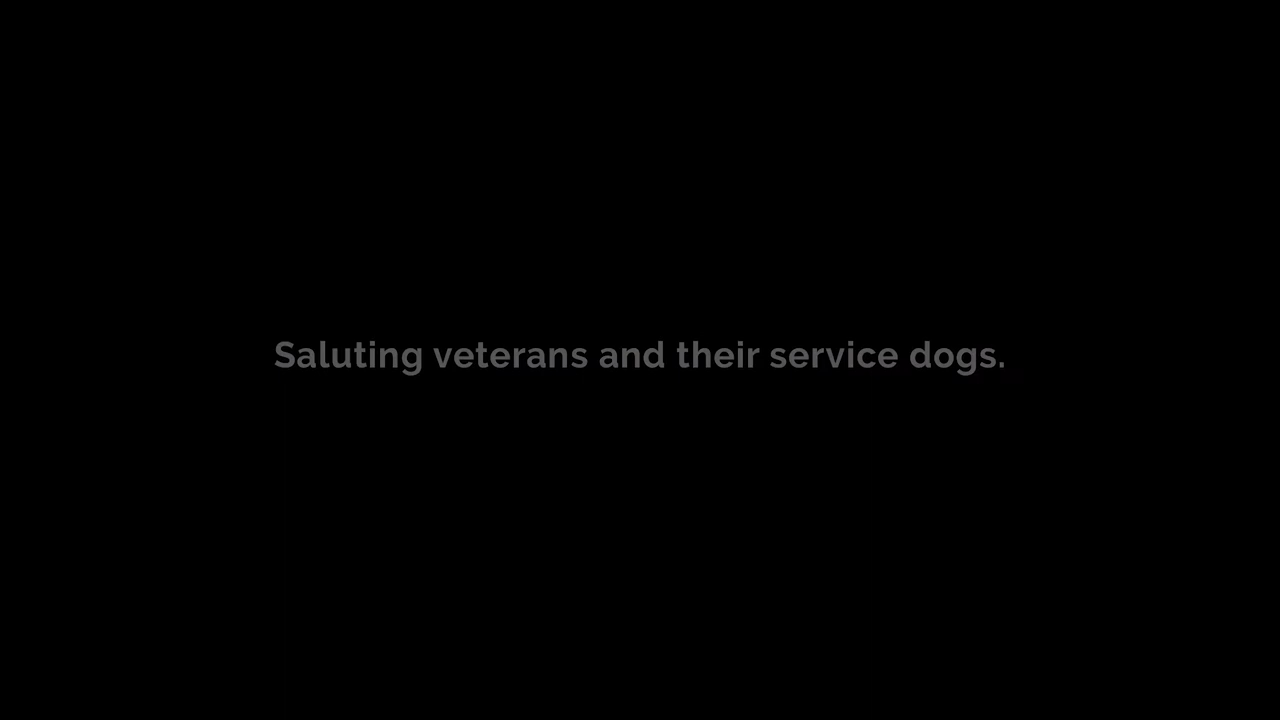 Saluting veterans and their service dogs.